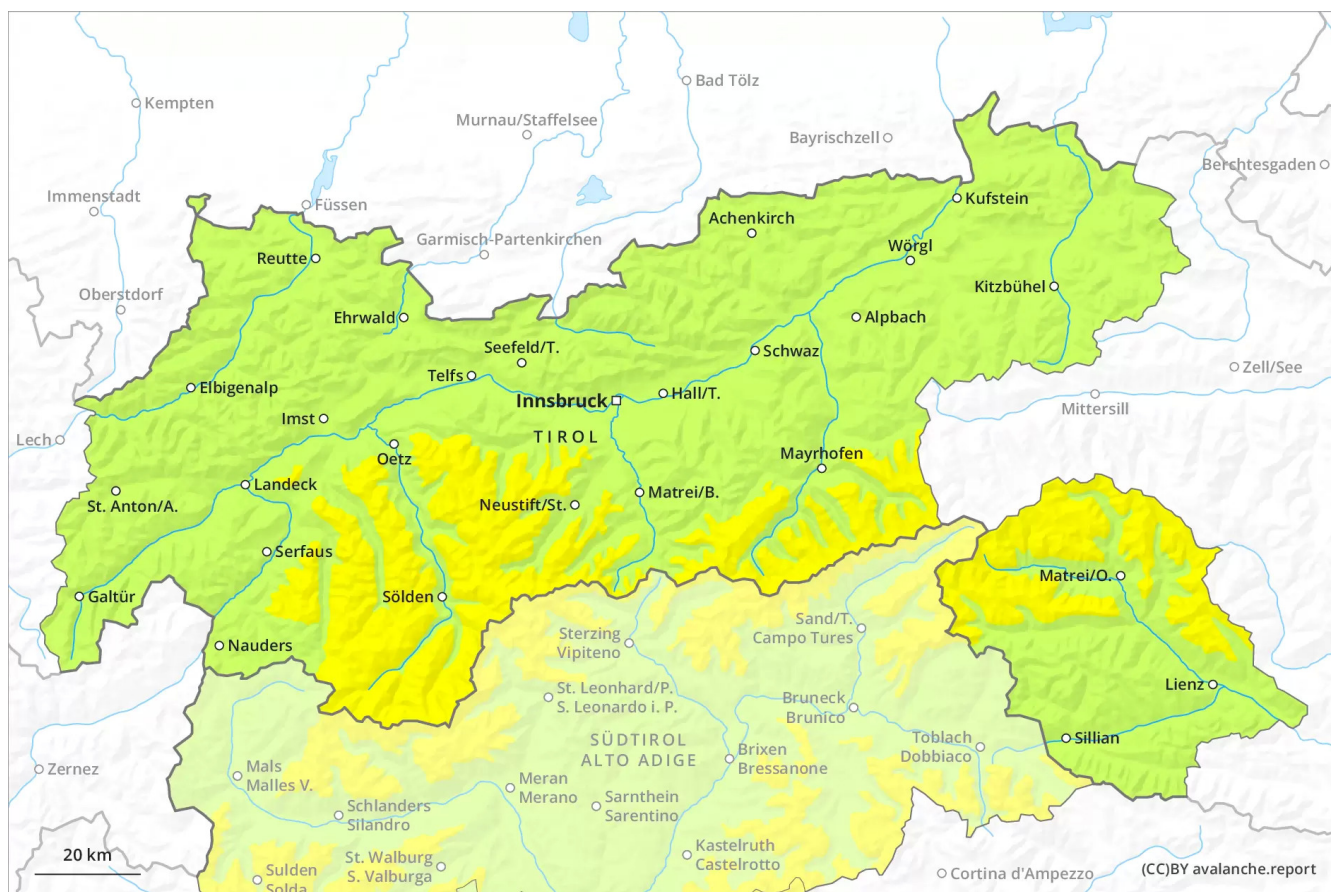 Kempten
Bad Tölz
Murnau/Staffelsee
Bayrischzell
Berchtesgaden
Immenstadt
Füssen
Kufstein
Achenkirch
Garmisch-Partenkirchen
Wörgl
Reutte
Kitzbühel
Oberstdorf
Ehrwald
Alpbach
Seefeld/T.
Schwaz
Zell/See
Telfs
Elbigenalp
Hall/T.
Innsbruck
Mittersill
Imst
Lech
TIROL
Oetz
Mayrhofen
Landeck
Matrei/B.
St. Anton/A.
Neustift/St.
Serfaus
Matrei/O.
Galtür
Sölden
Sand/T.
Campo Tures
Sterzing
Vipiteno
Nauders
Lienz
St. Leonhard/P.
S. Leonardo i. P.
Bruneck
Brunico
SÜDTIROL
ALTO ADIGE
Toblach
Dobbiaco
Sillian
Brixen
Bressanone
Zernez
Mals
Malles V.
Meran
Merano
Sarnthein
Sarentino
Schlanders
Silandro
Kastelruth
Castelrotto
20 km
St. Walburg
S. Valburga
Sulden
Solda
Cortina d'Ampezzo
(CC)BY avalanche.report